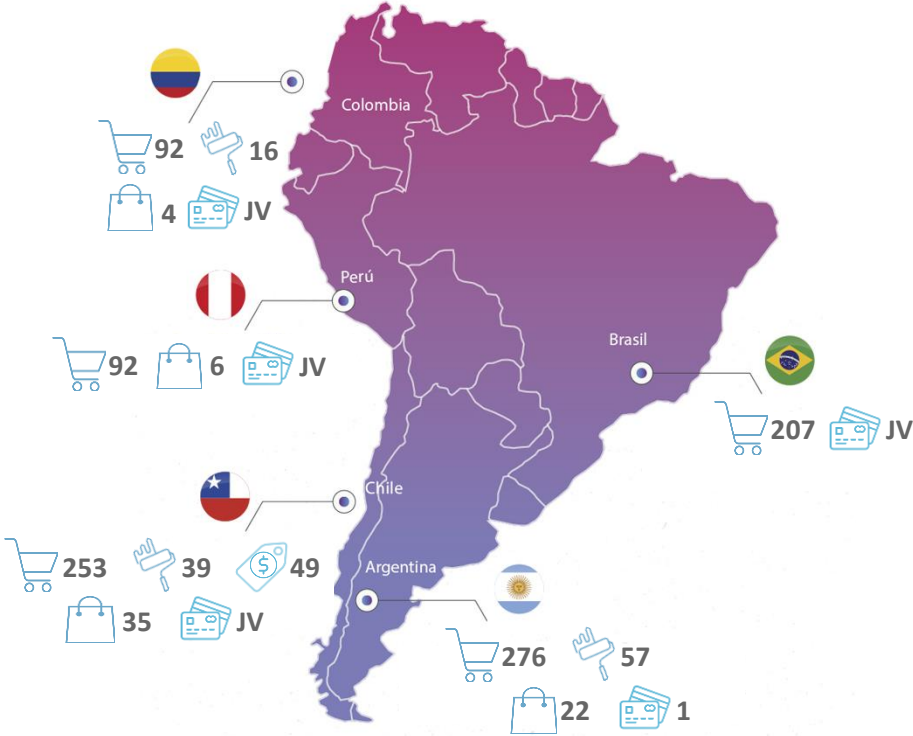 Colombia
92 16
4 JV
Perú
92 6 JV
Brasil
207 JV
Chile
253 39 $ 49
35 JV
Argentina
276 57
22 1